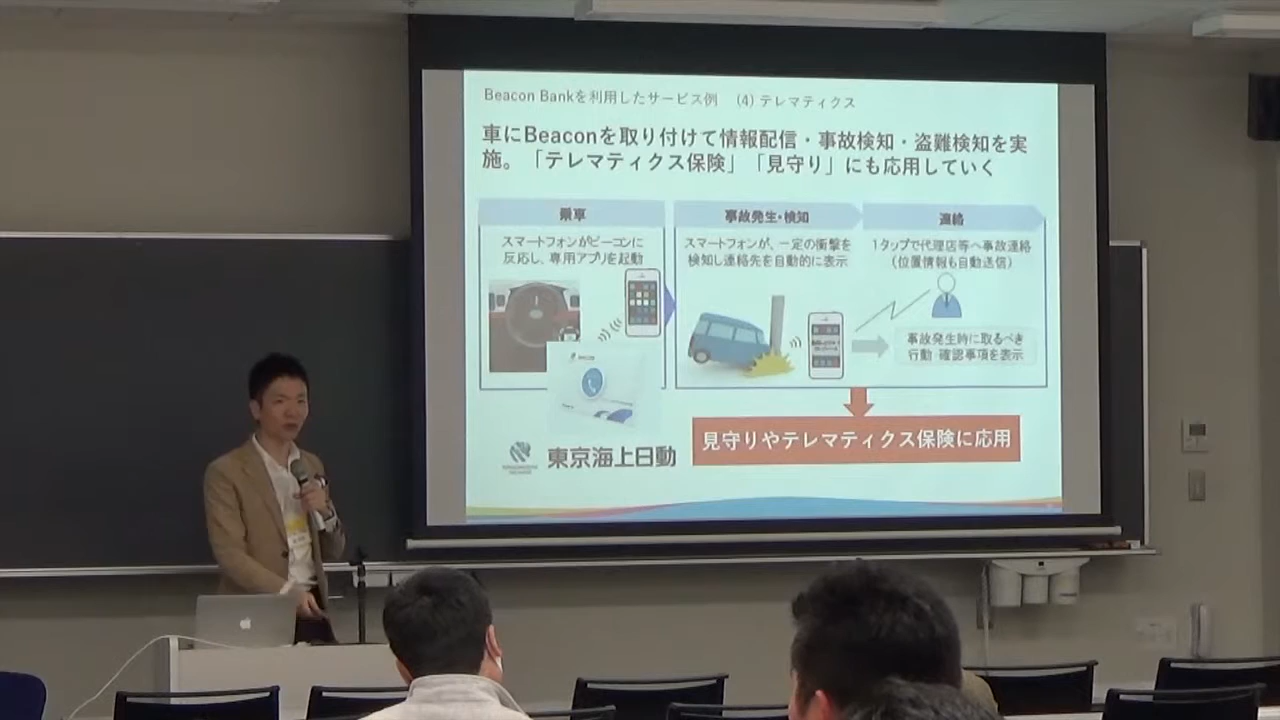 Beacon Bankを利用したサービス例 (4) テレマティクス
車にBeaconを取り付けて情報配信・事故検知・盗難検知を実
施。「テレマティクス保険」「見守り」にも応用していく
乗車
事故発生・検知
連絡
スマートフォンがビーコンに
反応し、専用アプリを起動
スマートフォンが、一定の衝撃を
検知し連絡先を自動的に表示
1タップで代理店等へ事故連絡
(位置情報も自動送信)
事故発生時に取るべき
行動・確認事項を表示
見守りやテレマティクス保険に応用
東京海上日動